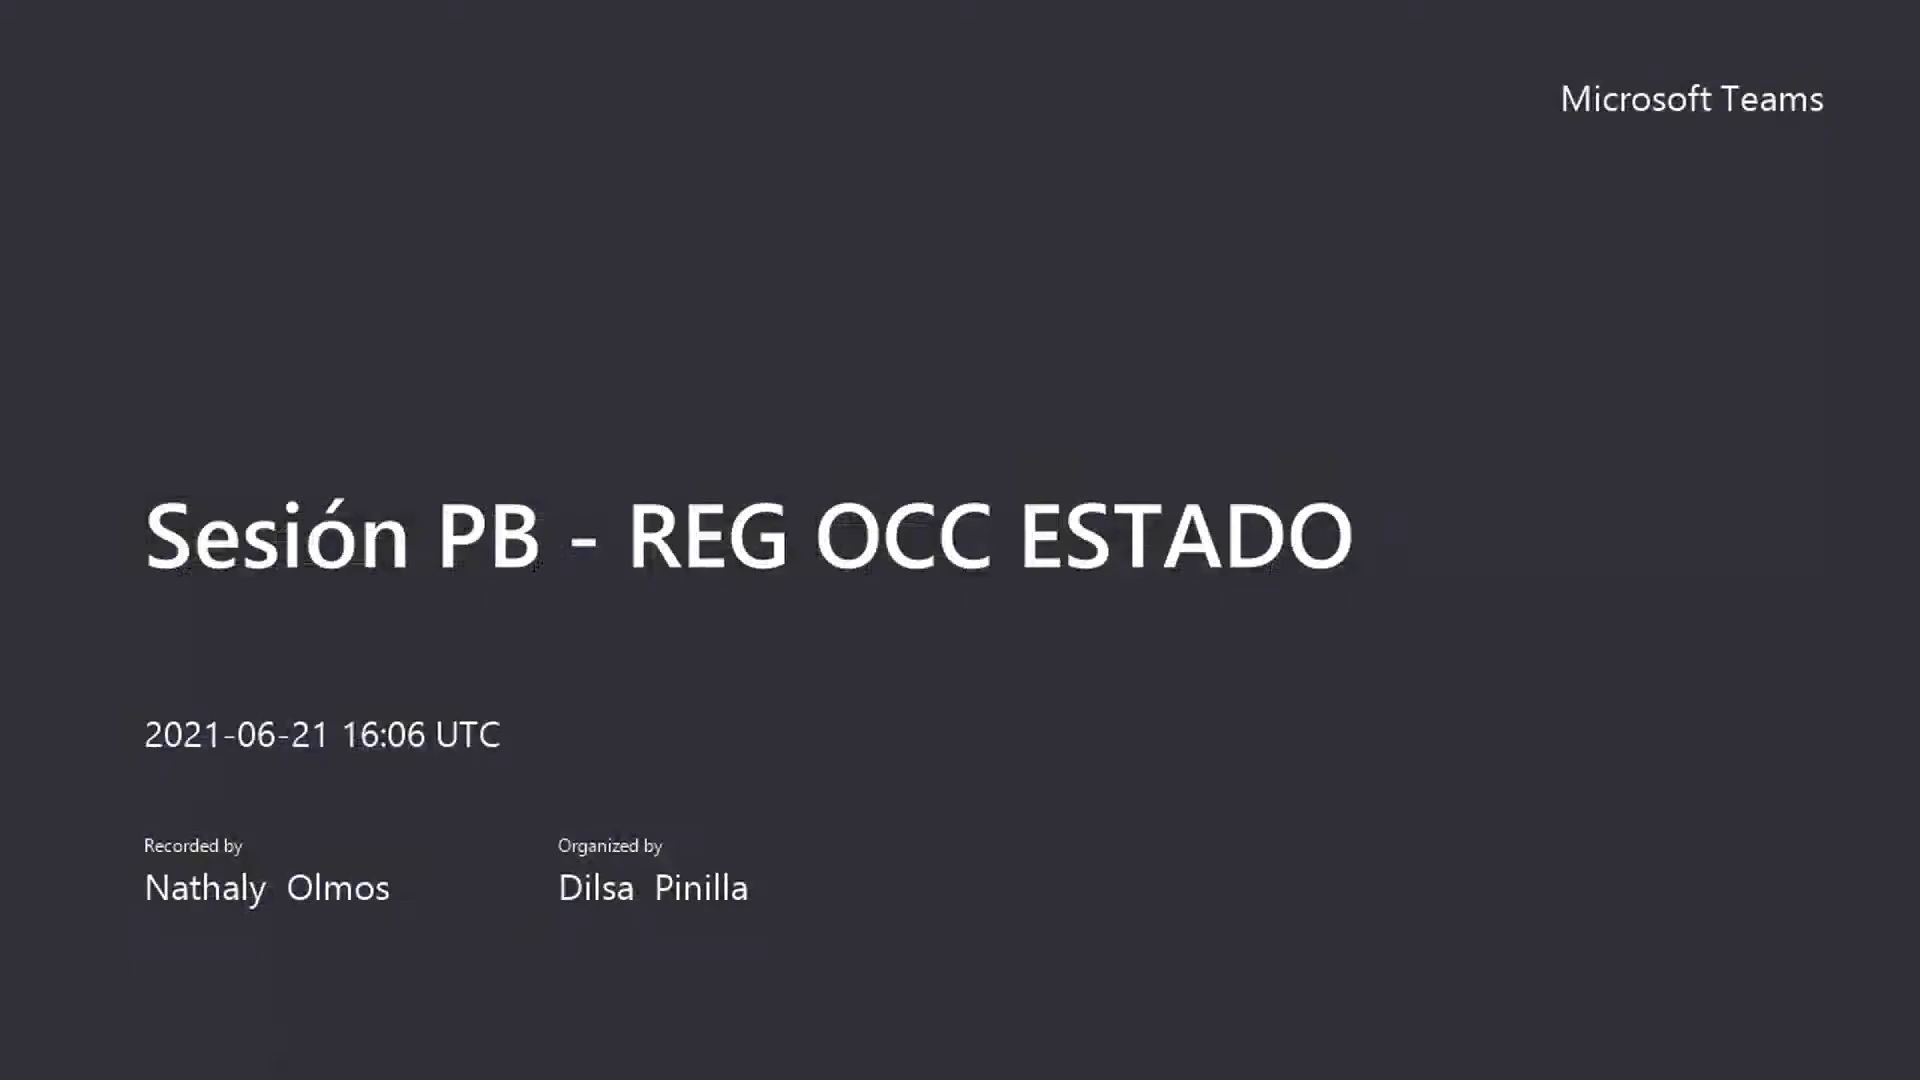 Microsoft Teams
Sesión PB - REG OCC ESTADO
2021-06-21 16:06 UTC
Recorded by
Nathaly Olmos
Organized by
Dilsa Pinilla